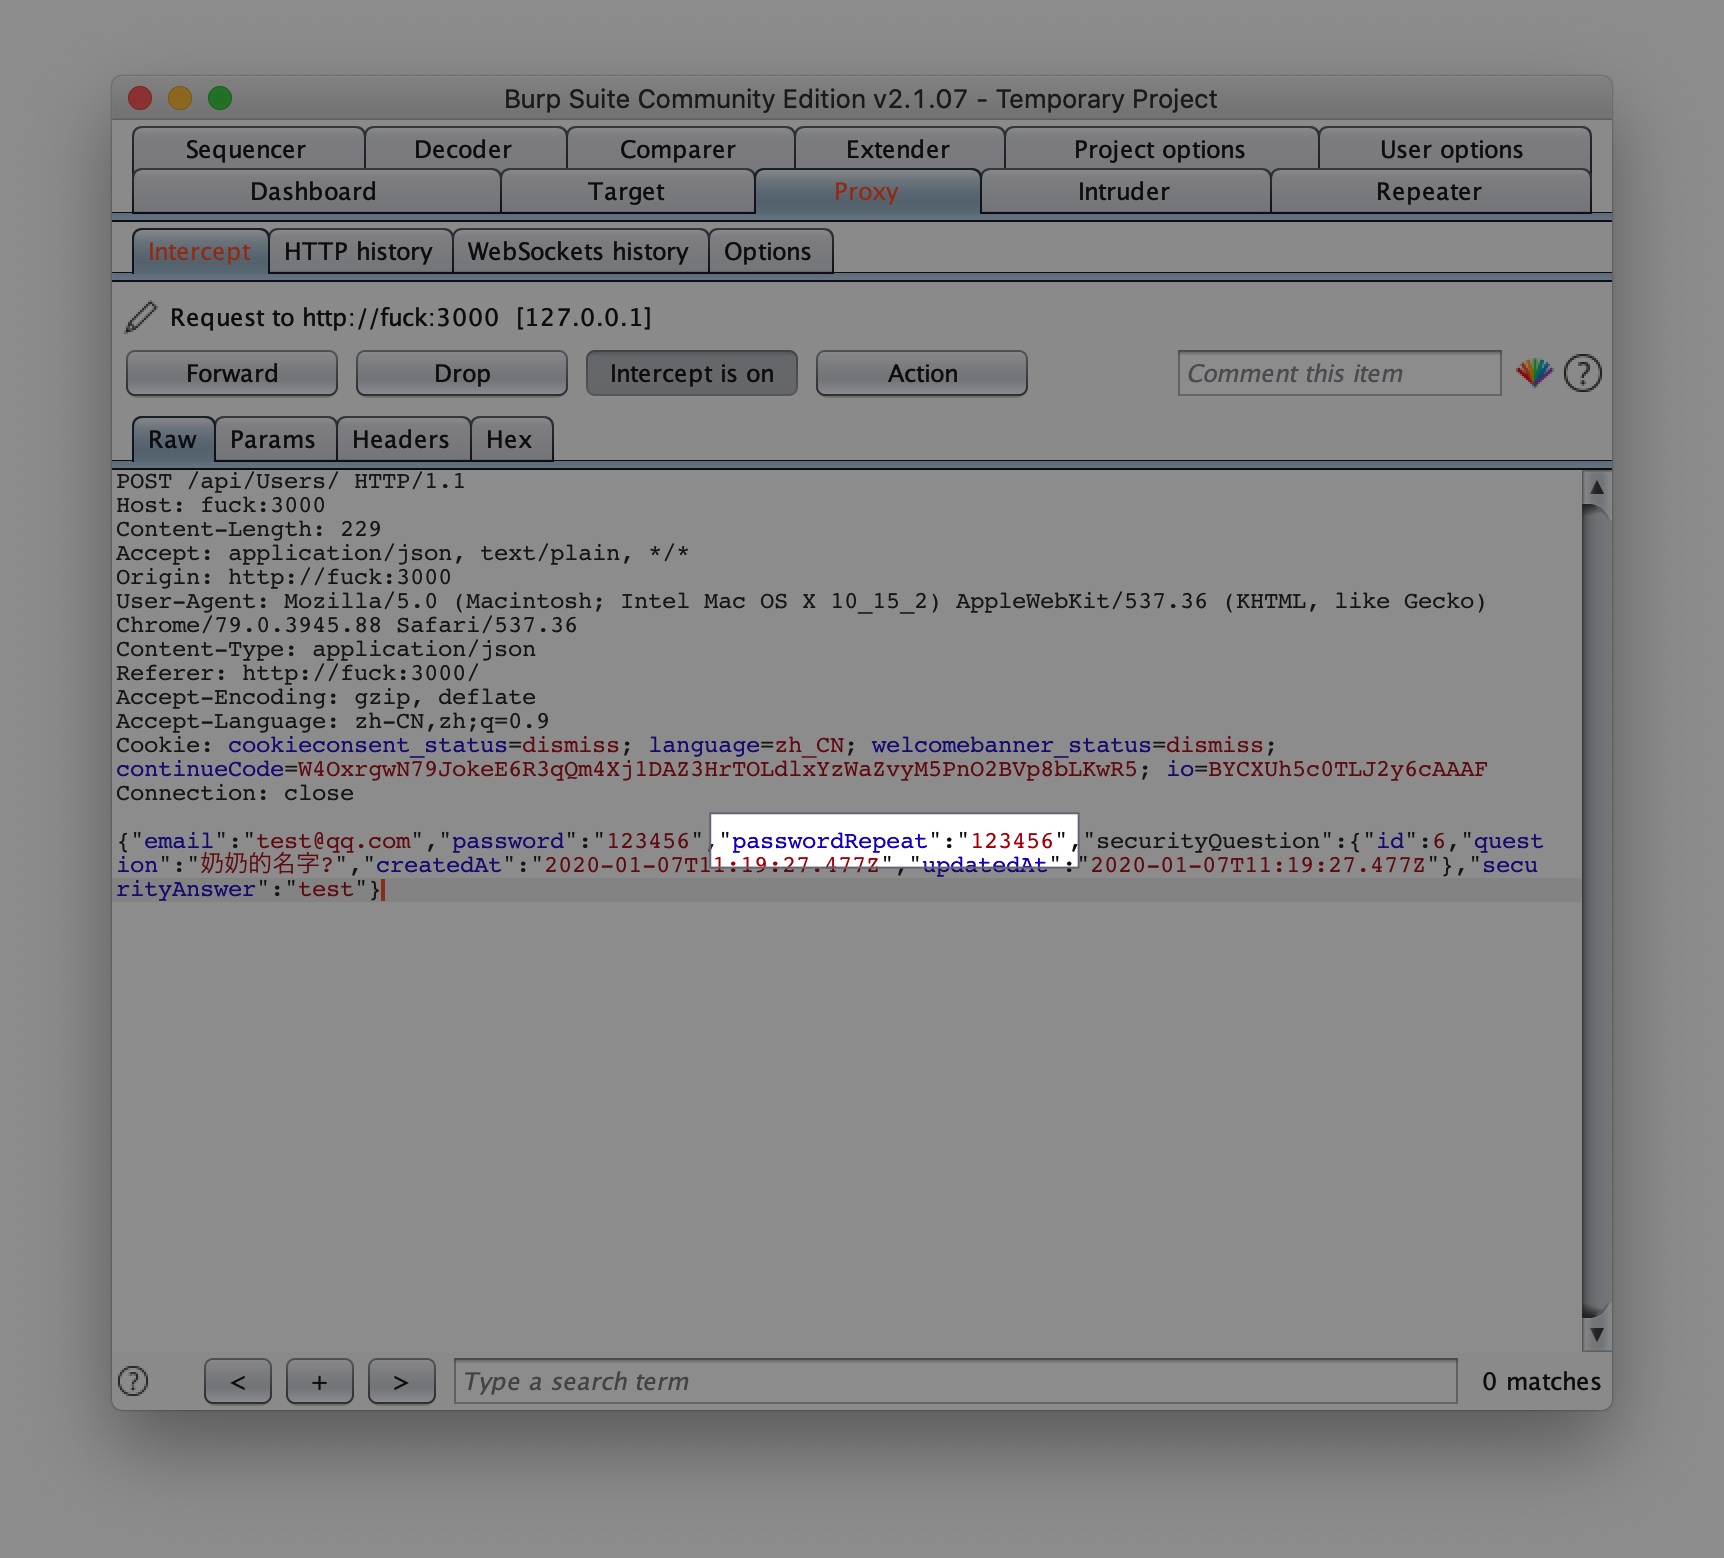 Burp Suite Community Edition v2.1.07 - Temporary Project
Sequencer Decoder Comparer Extender Project options User options
Dashboard Target Proxy Intruder Repeater
Intercept HTTP history WebSockets history Options
Request to http://fuck:3000 [127.0.0.1]
Forward Drop Intercept is on Action Comment this item ?
Raw Params Headers Hex
POST /api/Users/ HTTP/1.1
Host: fuck:3000
Content-Length: 229
Accept: application/json, text/plain, */*
Origin: http://fuck:3000
User-Agent: Mozilla/5.0 (Macintosh; Intel Mac OS X 10_15_2) AppleWebKit/537.36 (KHTML, like Gecko)
Chrome/79.0.3945.88 Safari/537.36
Content-Type: application/json
Referer: http://fuck:3000/
Accept-Encoding: gzip, deflate
Accept-Language: zh-CN,zh;q=0.9
Cookie: cookieconsent_status=dismiss; language=zh_CN; welcomebanner_status=dismiss;
continueCode=W4OxrgwN79JokeE6R3qQm4Xj1DAZ3HrTOLdlxYzWaZvyM5PnO2BVp8bLKwR5; io=BYCXUh5c0TLJ2y6cAAAF
Connection: close
{"email":"test@qq.com","password":"123456","passwordRepeat":"123456","securityQuestion":{"id":6,"quest
ion":"奶奶的名字?","createdAt":"2020-01-07T11:19:27.477Z","updatedAt":"2020-01-07T11:19:27.477Z"},"secu
rityAnswer":"test"}
? < + > Type a search term 0 matches